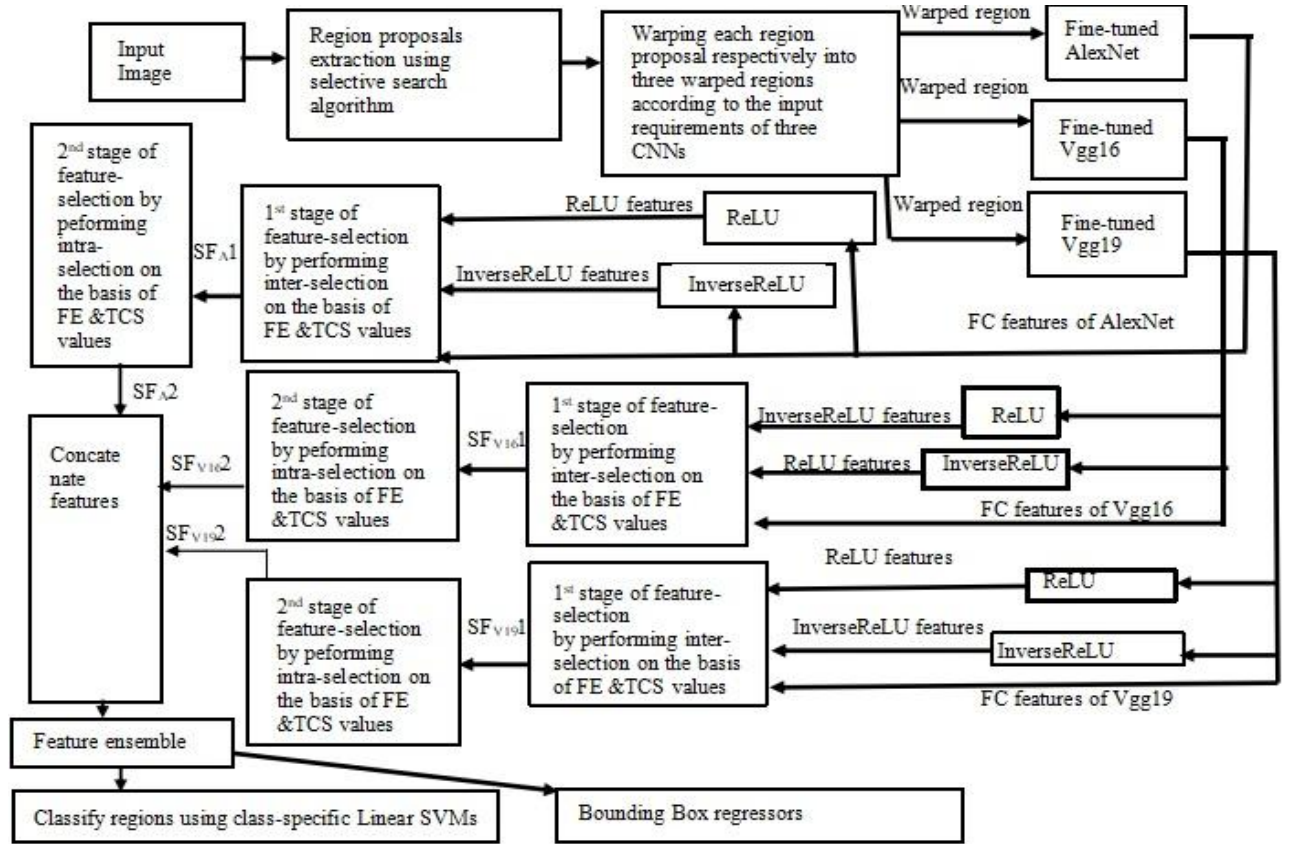 Input
Image
Region proposals
extraction using
selective search
algorithm
Warping each region
proposal respectively into
three warped regions
according to the input
requirements of three
CNNs
Warped region
Fine-tuned
AlexNet
Warped region
Fine-tuned
Vgg16
Warped region
Fine-tuned
Vgg19
2nd stage of
feature-
selection by
peforming
intra-
selection on
the basis of
FE &TCS
values
SFA1
1st stage of
feature-selection
by performing
inter-selection
on the basis of
FE &TCS
values
ReLU features
ReLU
InverseReLU features
InverseReLU
FC features of AlexNet
SFA2
Concate
nate
features
SFV162
2nd stage of
feature-selection
by peforming
intra-selection on
the basis of FE
&TCS values
SFV161
1st stage of feature-
selection
by performing
inter-selection on
the basis of FE
&TCS values
InverseReLU features
ReLU
ReLU features
InverseReLU
FC features of Vgg16
SFV192
2nd stage of
feature-selection
by peforming
intra-selection on
the basis of FE
&TCS values
SFV191
1st stage of feature-
selection
by performing inter-
selection on the basis
of FE &TCS values
ReLU features
ReLU
InverseReLU features
InverseReLU
FC features of Vgg19
Feature ensemble
Classify regions using class-specific Linear SVMs
Bounding Box regressors